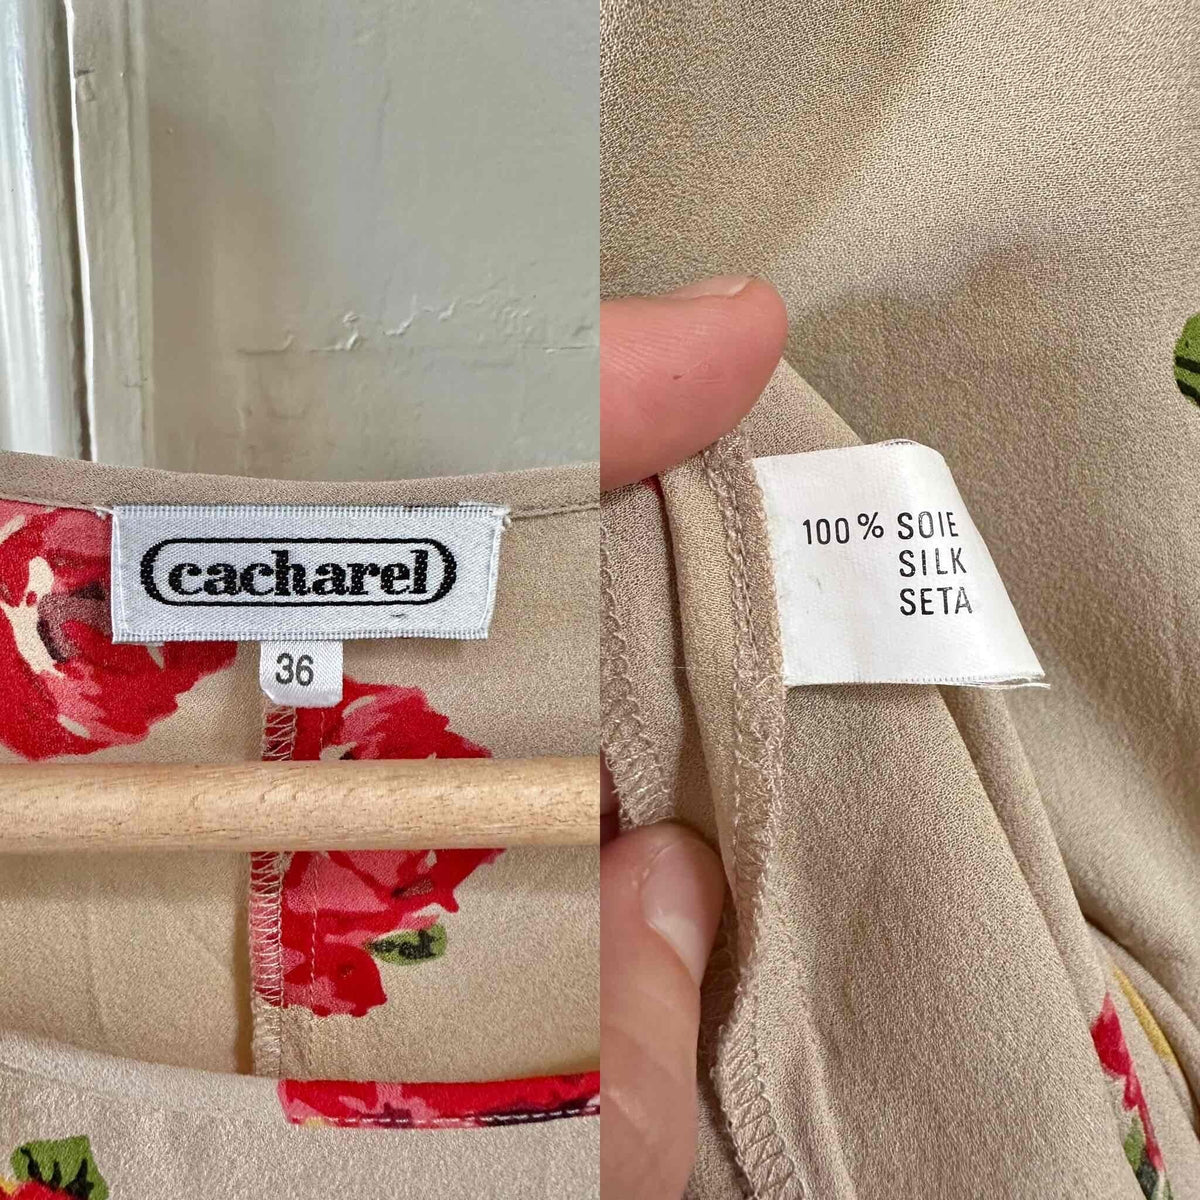 cacharel
36
100% SOIE
SILK
SETA